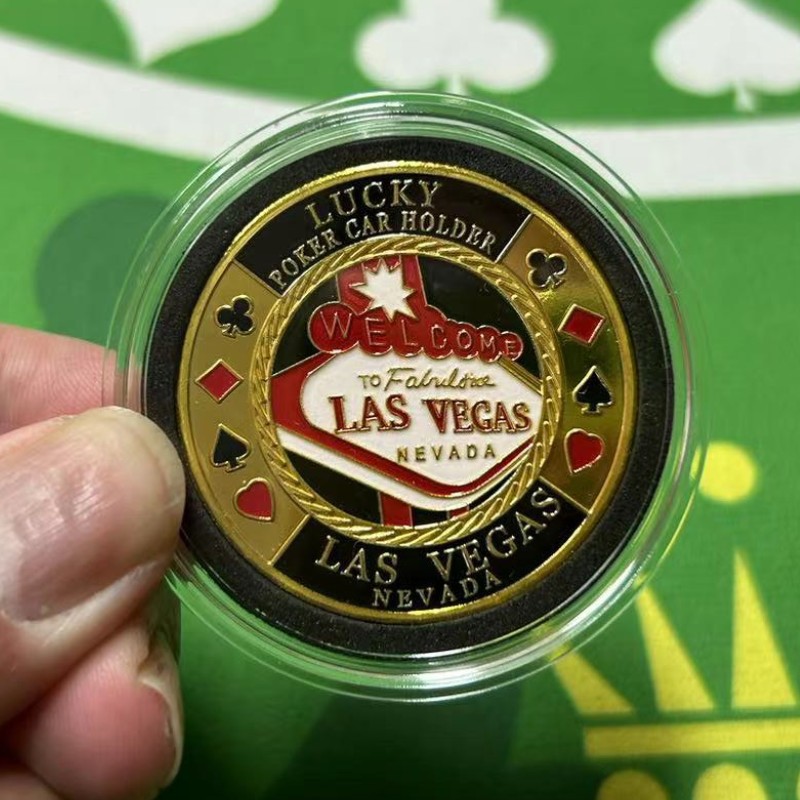 LUCKY
POKER CAR HOLDER
WELCOME
TO Fabulous
LAS VEGAS
NEVADA
LAS VEGAS
NEVADA